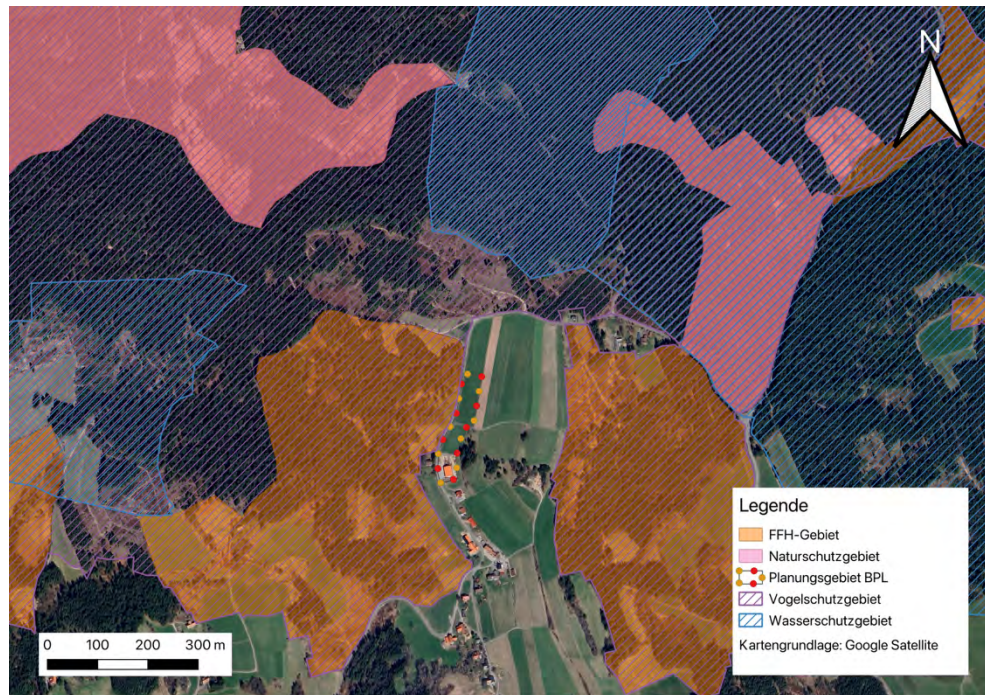 N
Legende
FFH-Gebiet
Naturschutzgebiet
Planungsgebiet BPL
Vogelschutzgebiet
Wasserschutzgebiet
Kartengrundlage: Google Satellite
0 100 200 300 m